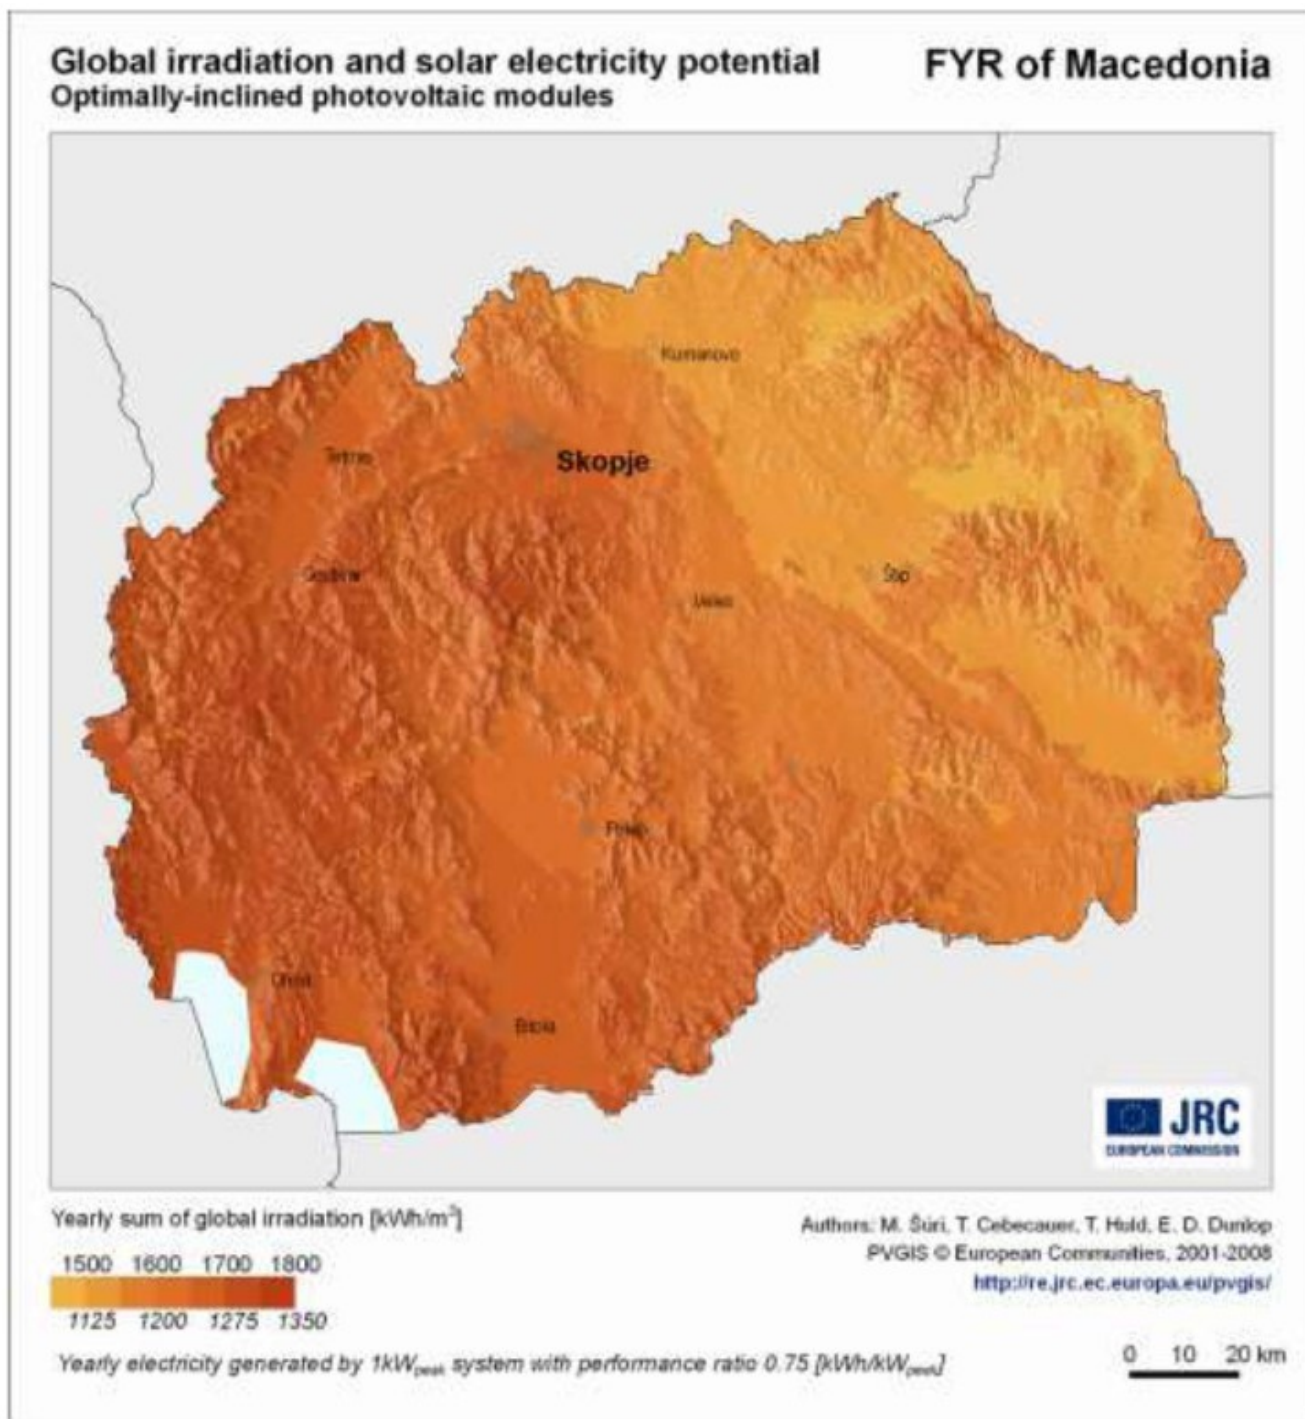 Global irradiation and solar electricity potential
Optimally-inclined photovoltaic modules
FYR of Macedonia
Kumanovo
Skopje
Tetovo
Gostivar
Štip
Veles
Prilep
Ohrid
Bitola
JRC
EUROPEAN COMMISSION
Yearly sum of global irradiation [kWh/m²]
1500 1600 1700 1800
1125 1200 1275 1350
Yearly electricity generated by 1kWpeak system with performance ratio 0.75 [kWh/kWpeak]
Authors: M. Šúri, T. Cebecauer, T. Huld, E. D. Dunlop
PVGIS © European Communities, 2001-2008
http://re.jrc.ec.europa.eu/pvgis/
0 10 20 km